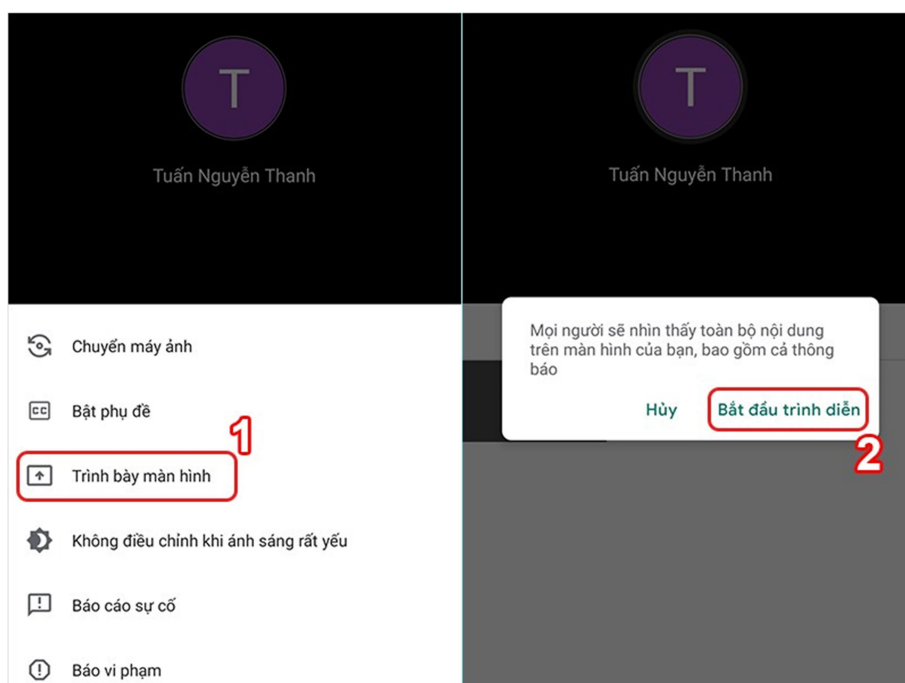 T
Tuấn Nguyễn Thanh
Chuyển máy ảnh
CC
Bật phụ đề
1
Trình bày màn hình
Không điều chỉnh khi ánh sáng rất yếu
Báo cáo sự cố
Báo vi phạm
T
Tuấn Nguyễn Thanh
Mọi người sẽ nhìn thấy toàn bộ nội dung
trên màn hình của bạn, bao gồm cả thông
báo
Hủy
Bắt đầu trình diễn
2